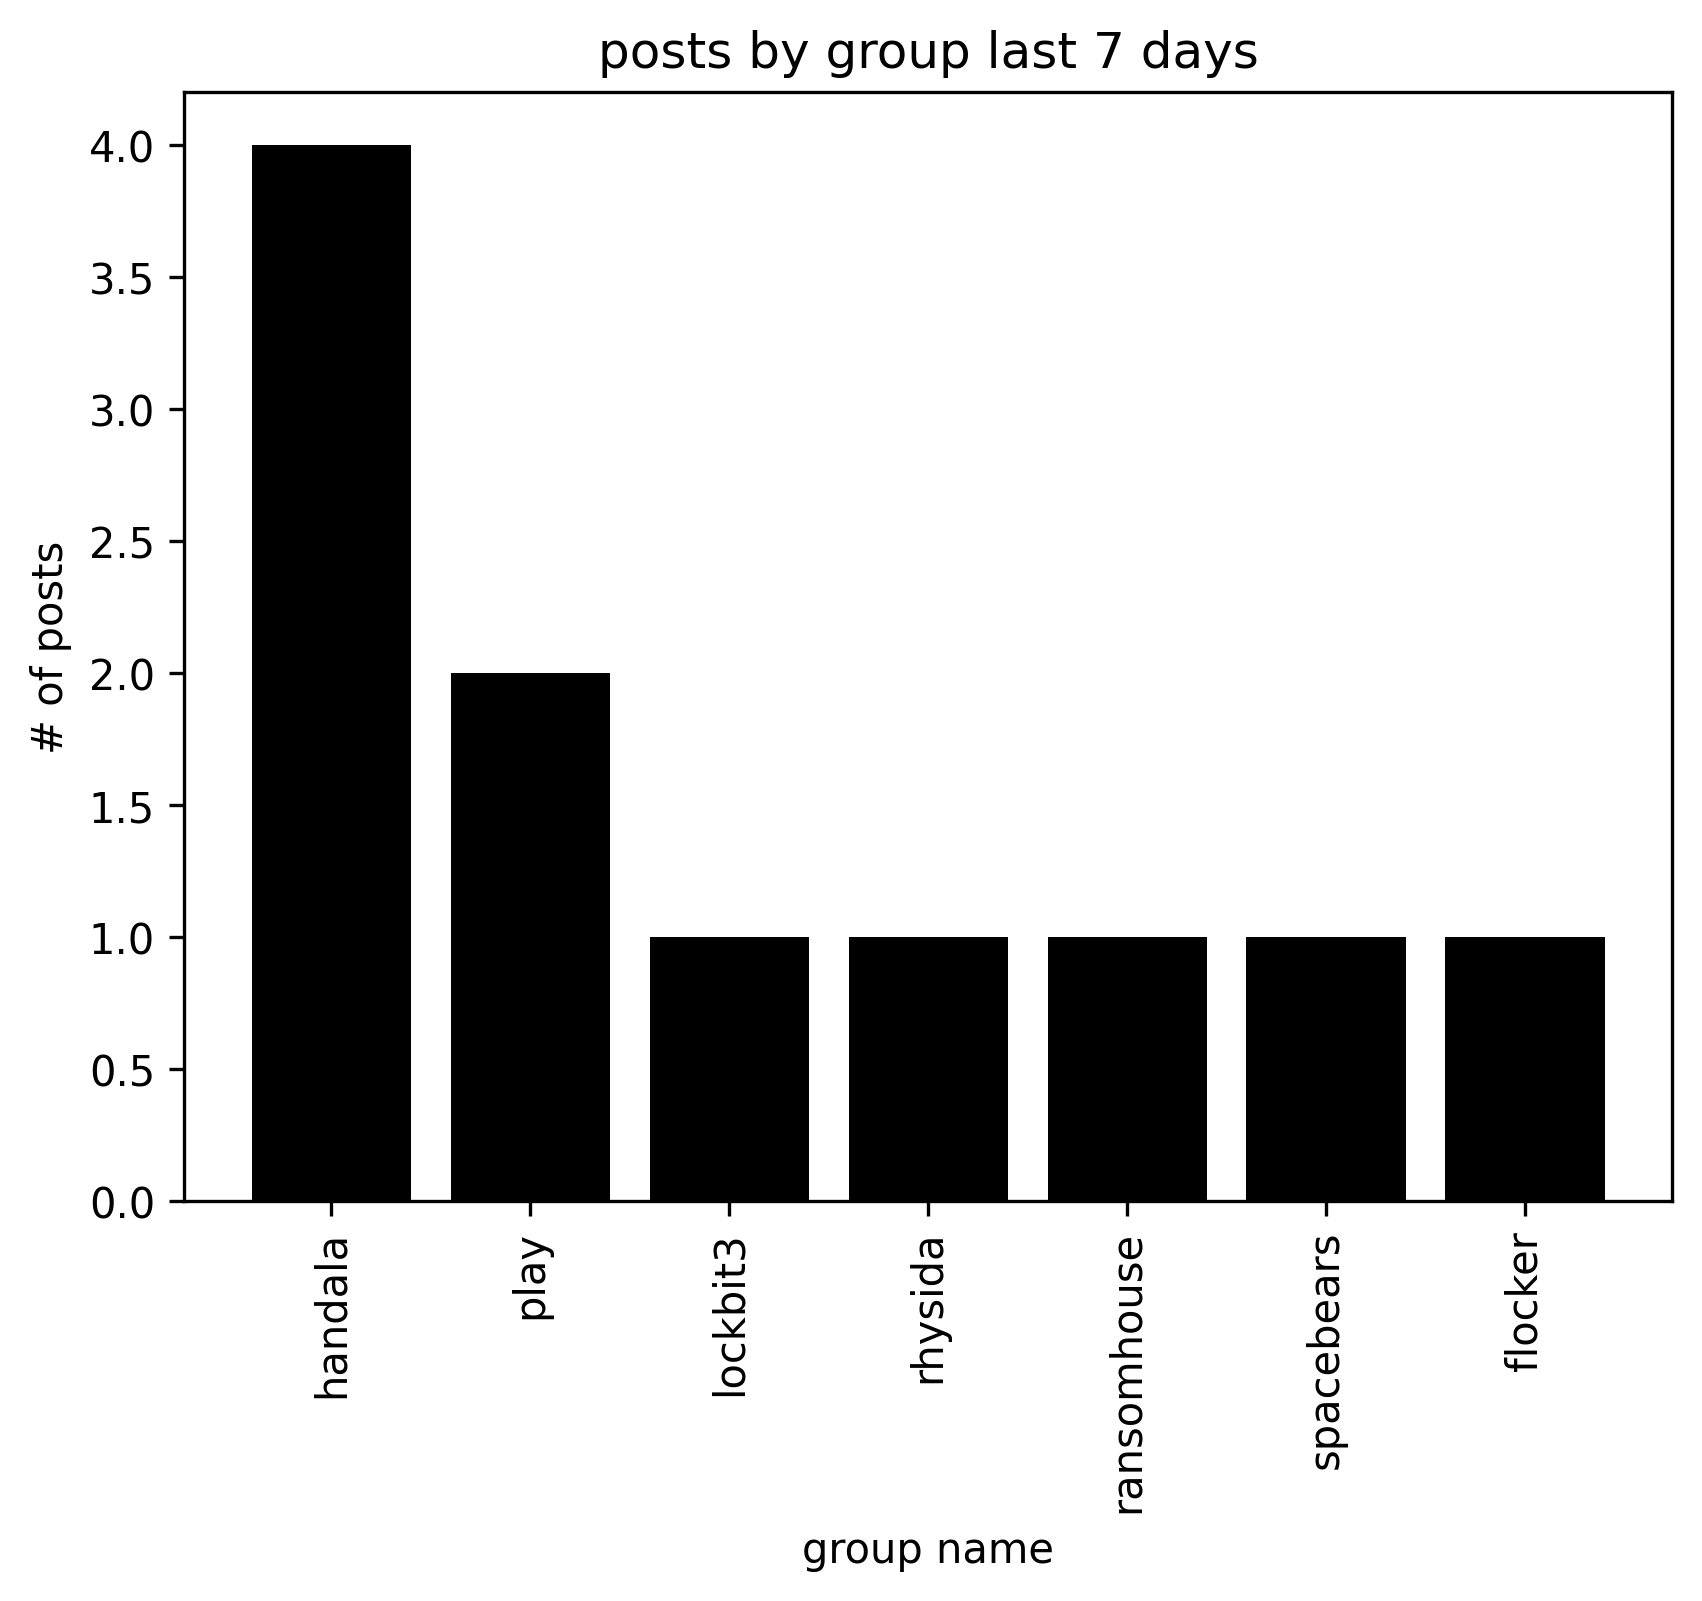 posts by group last 7 days
# of posts
4.0
3.5
3.0
2.5
2.0
1.5
1.0
0.5
0.0
handala
play
lockbit3
rhysida
ransomhouse
spacebears
flocker
group name